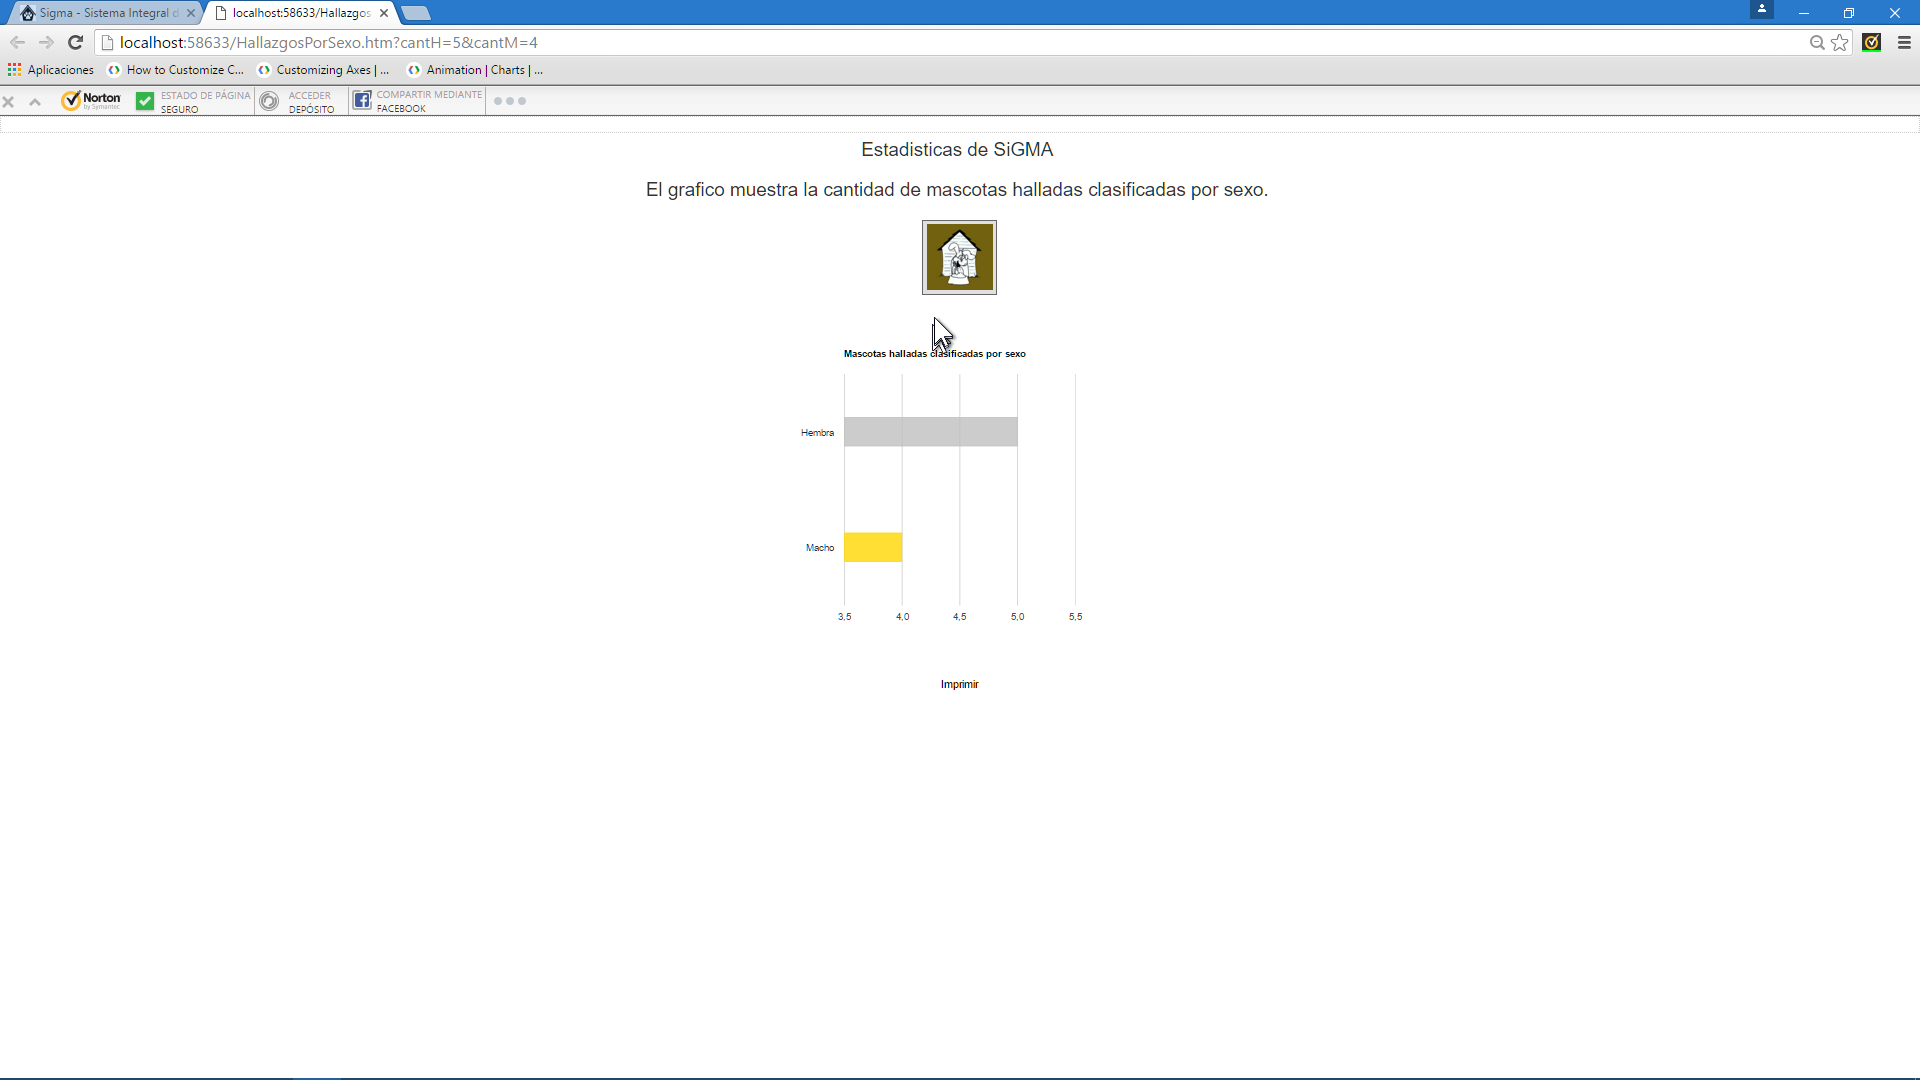 Sigma - Sistema Integral d
localhost:58633/Hallazgos
localhost:58633/HallazgosPorSexo.htm?cantH=5&cantM=4
Aplicaciones
How to Customize C...
Customizing Axes | ...
Animation | Charts | ...
Norton
by Symantec
ESTADO DE PÁGINA
SEGURO
ACCEDER
DEPÓSITO
COMPARTIR MEDIANTE
FACEBOOK
Estadisticas de SiGMA
El grafico muestra la cantidad de mascotas halladas clasificadas por sexo.
Mascotas halladas clasificadas por sexo
Hembra
Macho
3,5 4,0 4,5 5,0 5,5
Imprimir